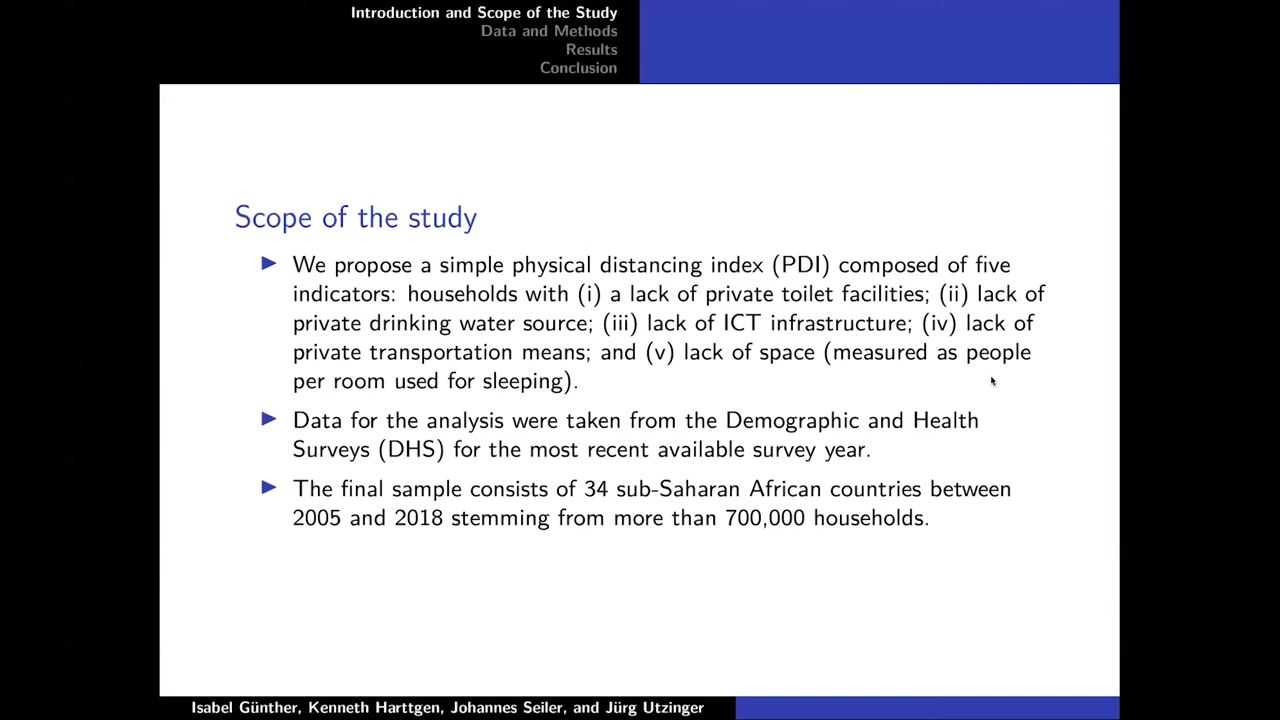 Introduction and Scope of the Study
Data and Methods
Results
Conclusion
Scope of the study
We propose a simple physical distancing index (PDI) composed of five
indicators: households with (i) a lack of private toilet facilities; (ii) lack of
private drinking water source; (iii) lack of ICT infrastructure; (iv) lack of
private transportation means; and (v) lack of space (measured as people
per room used for sleeping).
Data for the analysis were taken from the Demographic and Health
Surveys (DHS) for the most recent available survey year.
The final sample consists of 34 sub-Saharan African countries between
2005 and 2018 stemming from more than 700,000 households.
Isabel Günther, Kenneth Harttgen, Johannes Seiler, and Jürg Utzinger